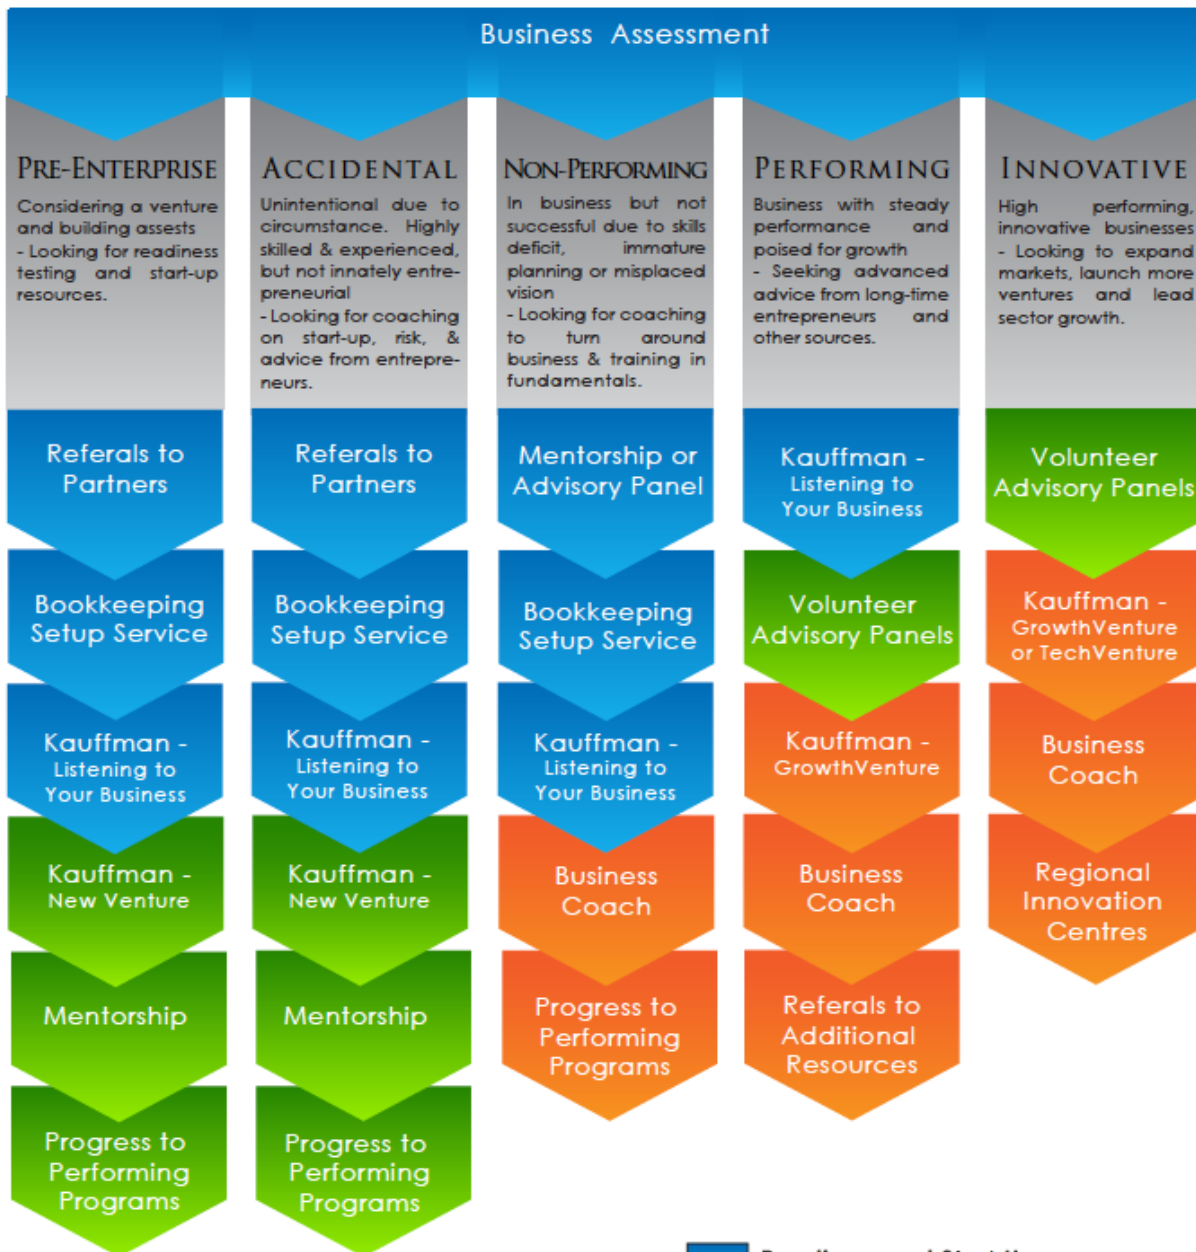 Business Assessment
PRE-ENTERPRISE
Considering a venture
and building assests
- Looking for readiness
testing and start-up
resources.
Referals to
Partners
Bookkeeping
Setup Service
Kauffman -
Listening to
Your Business
Kauffman -
New Venture
Mentorship
Progress to
Performing
Programs
ACCIDENTAL
Unintentional due to
circumstance. Highly
skilled & experienced,
but not innately entre-
preneurial
- Looking for coaching
on start-up, risk, &
advice from entrepre-
neurs.
Referals to
Partners
Bookkeeping
Setup Service
Kauffman -
Listening to
Your Business
Kauffman -
New Venture
Mentorship
Progress to
Performing
Programs
NON-PERFORMING
In business but not
successful due to skills
deficit, immature
planning or misplaced
vision
- Looking for coaching
to turn around
business & training in
fundamentals.
Mentorship or
Advisory Panel
Bookkeeping
Setup Service
Kauffman -
Listening to
Your Business
Business
Coach
Progress to
Performing
Programs
PERFORMING
Business with steady
performance and
poised for growth
- Seeking advanced
advice from long-time
entrepreneurs and
other sources.
Kauffman -
Listening to
Your Business
Volunteer
Advisory Panels
Kauffman -
GrowthVenture
Business
Coach
Referals to
Additional
Resources
INNOVATIVE
High performing,
innovative businesses
- Looking to expand
markets, launch more
ventures and lead
sector growth.
Volunteer
Advisory Panels
Kauffman -
GrowthVenture
or TechVenture
Business
Coach
Regional
Innovation
Centres